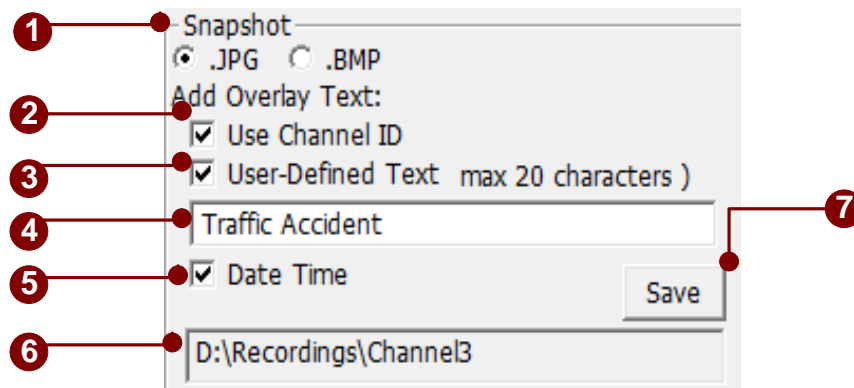 1 Snapshot
.JPG .BMP
Add Overlay Text:
2 Use Channel ID
3 User-Defined Text max 20 characters )
4 Traffic Accident 7
5 Date Time
Save
6 D:\Recordings\Channel3